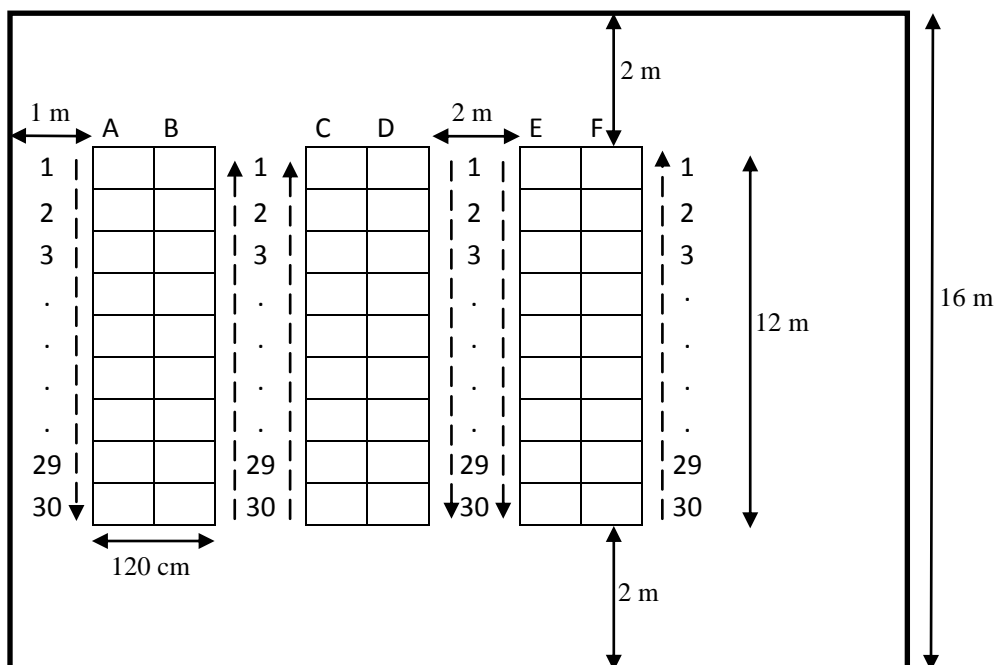 2 m
1 m
A B C D 2 m E F
1 1 1 1
2 2 2 2
3 3 3 3
. . . .
16 m
. . . .
12 m
. . . .
. . . .
29 29 29 29
30 30 30 30
120 cm
2 m